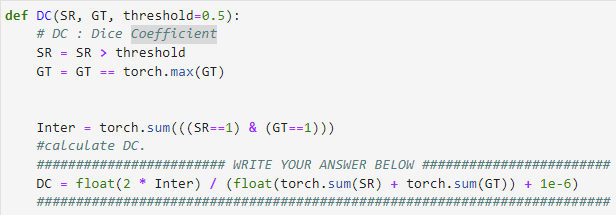 def DC(SR, GT, threshold=0.5):
    # DC : Dice Coefficient
    SR = SR > threshold
    GT = GT == torch.max(GT)
    Inter = torch.sum(((SR==1) & (GT==1)))
    #calculate DC.
    ######################## WRITE YOUR ANSWER BELOW ########################
    DC = float(2 * Inter) / (float(torch.sum(SR) + torch.sum(GT)) + 1e-6)
    #########################################################################